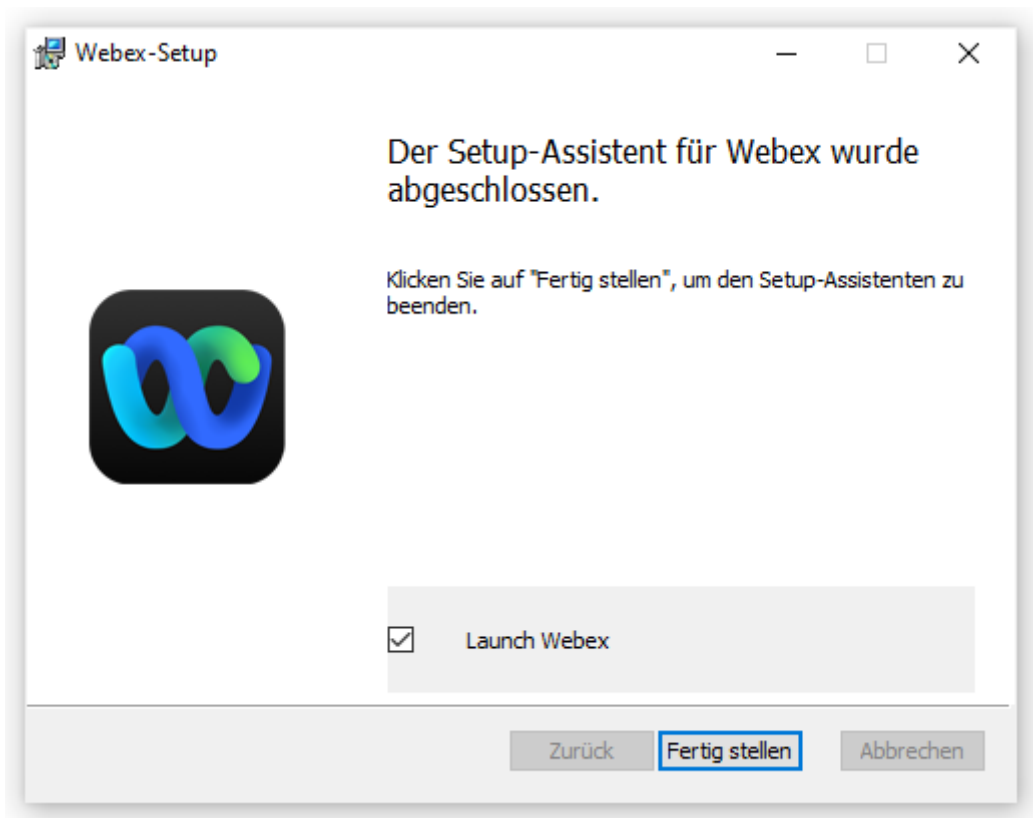 Webex-Setup
Der Setup-Assistent für Webex wurde
abgeschlossen.
Klicken Sie auf "Fertig stellen", um den Setup-Assistenten zu
beenden.
Launch Webex
Zurück Fertig stellen Abbrechen